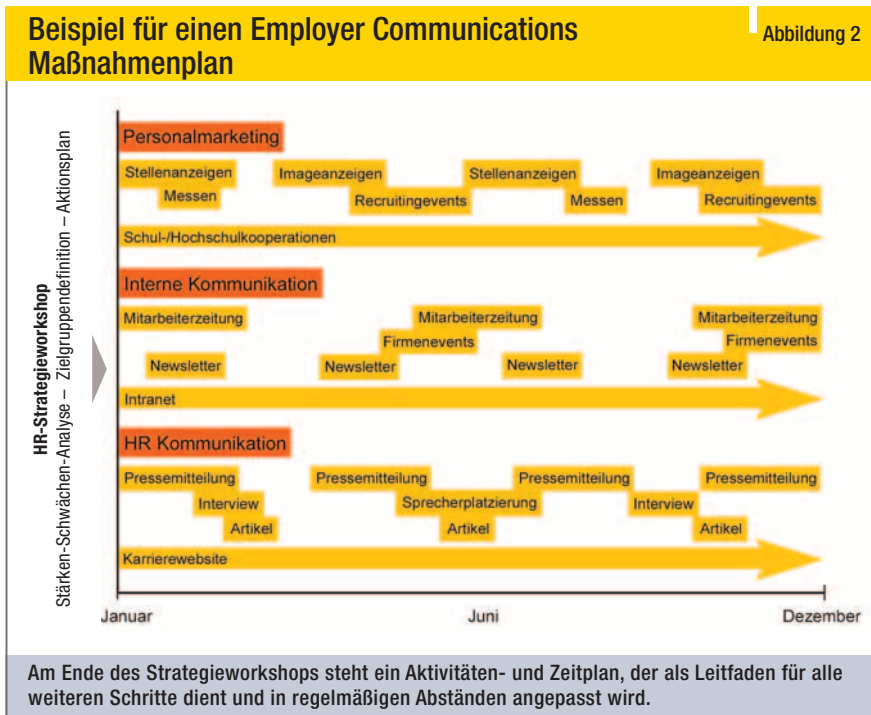 Beispiel für einen Employer Communications
Maßnahmenplan
Abbildung 2
HR-Strategieworkshop
Stärken-Schwächen-Analyse – Zielgruppendefinition – Aktionsplan
Personalmarketing
Stellenanzeigen Imageanzeigen Stellenanzeigen Imageanzeigen
Messen Recruitingevents Messen Recruitingevents
Schul-/Hochschulkooperationen
Interne Kommunikation
Mitarbeiterzeitung Mitarbeiterzeitung Mitarbeiterzeitung
Firmenevents Firmenevents
Newsletter Newsletter Newsletter Newsletter
Intranet
HR Kommunikation
Pressemitteilung Pressemitteilung Pressemitteilung Pressemitteilung
Interview Sprecherplatzierung Interview
Artikel Artikel Artikel
Karrierewebsite
Januar Juni Dezember
Am Ende des Strategieworkshops steht ein Aktivitäten- und Zeitplan, der als Leitfaden für alle
weiteren Schritte dient und in regelmäßigen Abständen angepasst wird.